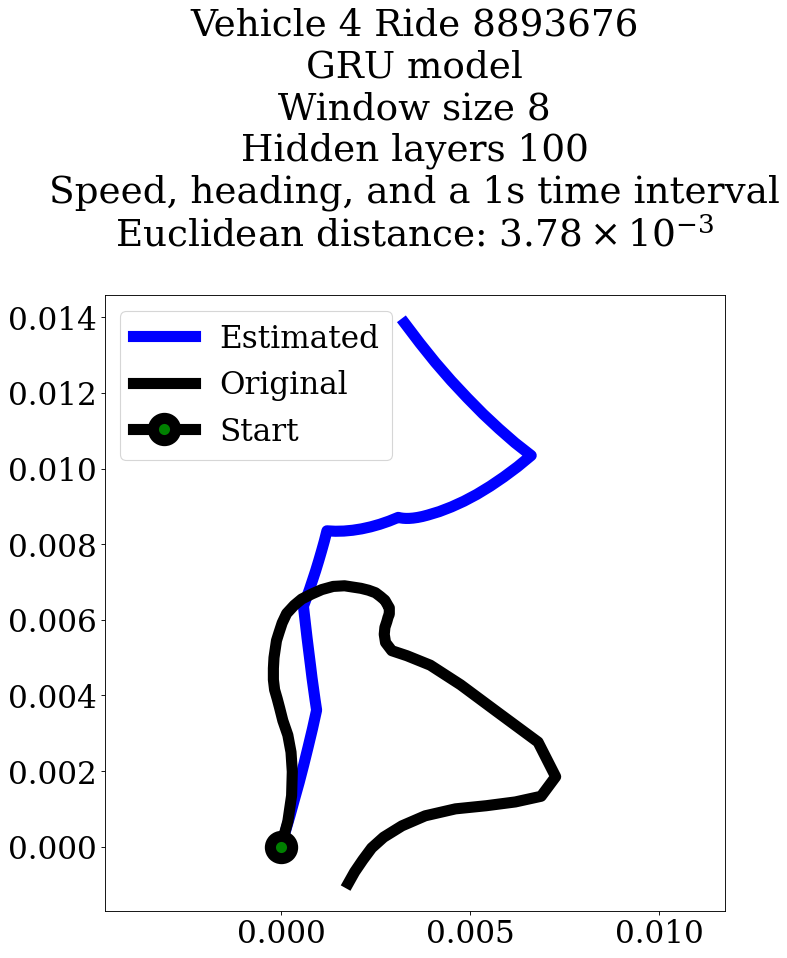 Vehicle 4 Ride 8893676
GRU model
Window size 8
Hidden layers 100
Speed, heading, and a 1s time interval
Euclidean distance: 3.78 × 10⁻³
0.014
0.012
0.010
0.008
0.006
0.004
0.002
0.000
Estimated
Original
Start
0.000 0.005 0.010